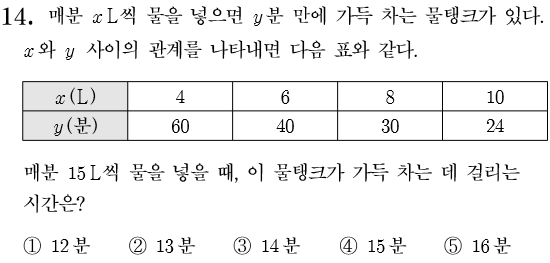 14. 매분 x L씩 물을 넣으면 y분 만에 가득 차는 물탱크가 있다.
x와 y 사이의 관계를 나타내면 다음 표와 같다.
x(L) 4 6 8 10
y(분) 60 40 30 24
매분 15L씩 물을 넣을 때, 이 물탱크가 가득 차는 데 걸리는
시간은?
① 12분 ② 13분 ③ 14분 ④ 15분 ⑤ 16분